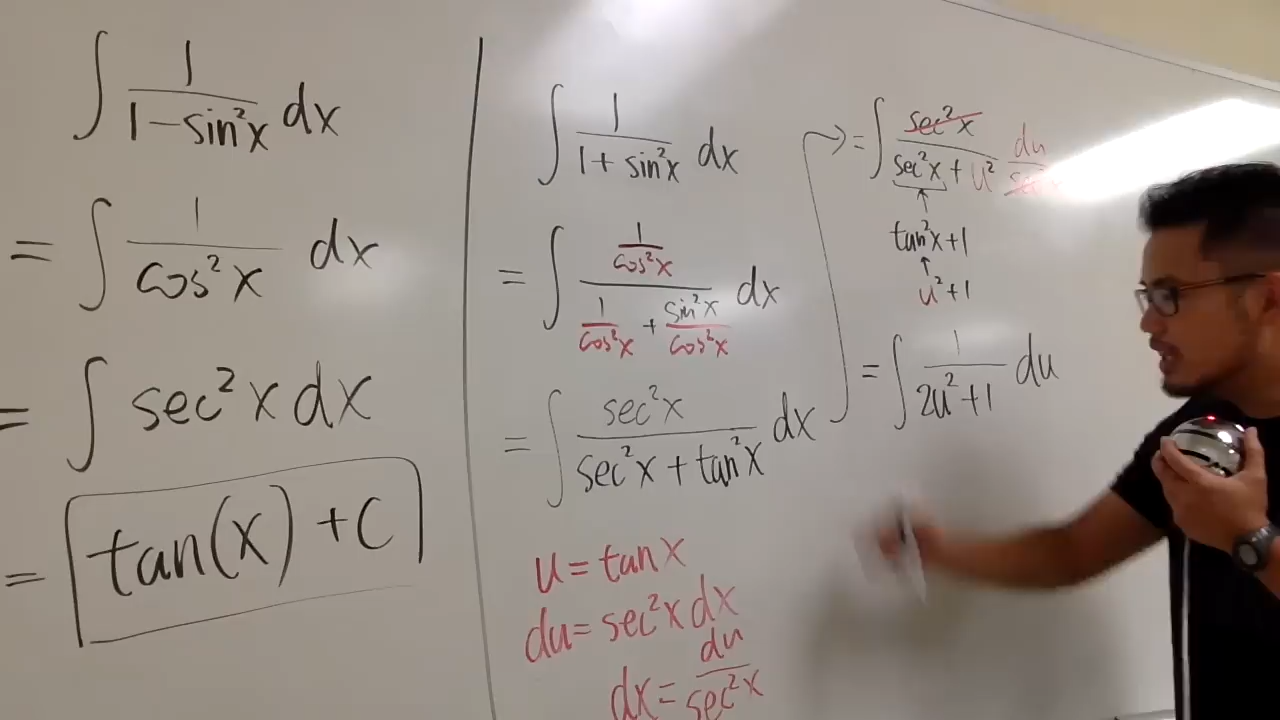 ∫ 1/(1−sin²x) dx
= ∫ 1/cos²x dx
= ∫ sec²x dx
= tan(x) + C
∫ 1/(1+sin²x) dx
= ∫ (1/cos²x)/(1/cos²x + sin²x/cos²x) dx
= ∫ sec²x/(sec²x + tan²x) dx
u = tanx
du = sec²x dx
dx = du/sec²x
→ = ∫ sec²x/(sec²x + u²) du/
↑
tan²x+1
↑
u²+1
= ∫ 1/(2u²+1) du